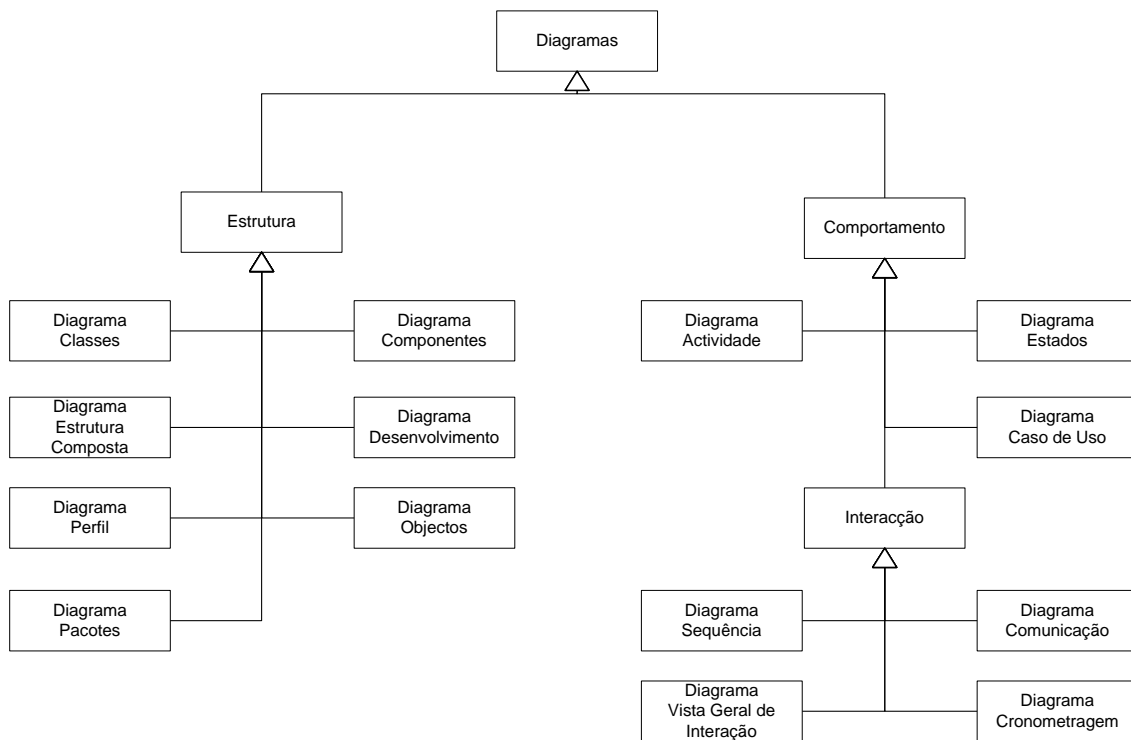 Diagramas
Estrutura
Comportamento
Diagrama
Classes
Diagrama
Componentes
Diagrama
Actividade
Diagrama
Estados
Diagrama
Estrutura
Composta
Diagrama
Desenvolvimento
Diagrama
Caso de Uso
Diagrama
Perfil
Diagrama
Objectos
Interacção
Diagrama
Pacotes
Diagrama
Sequência
Diagrama
Comunicação
Diagrama
Vista Geral de
Interação
Diagrama
Cronometragem